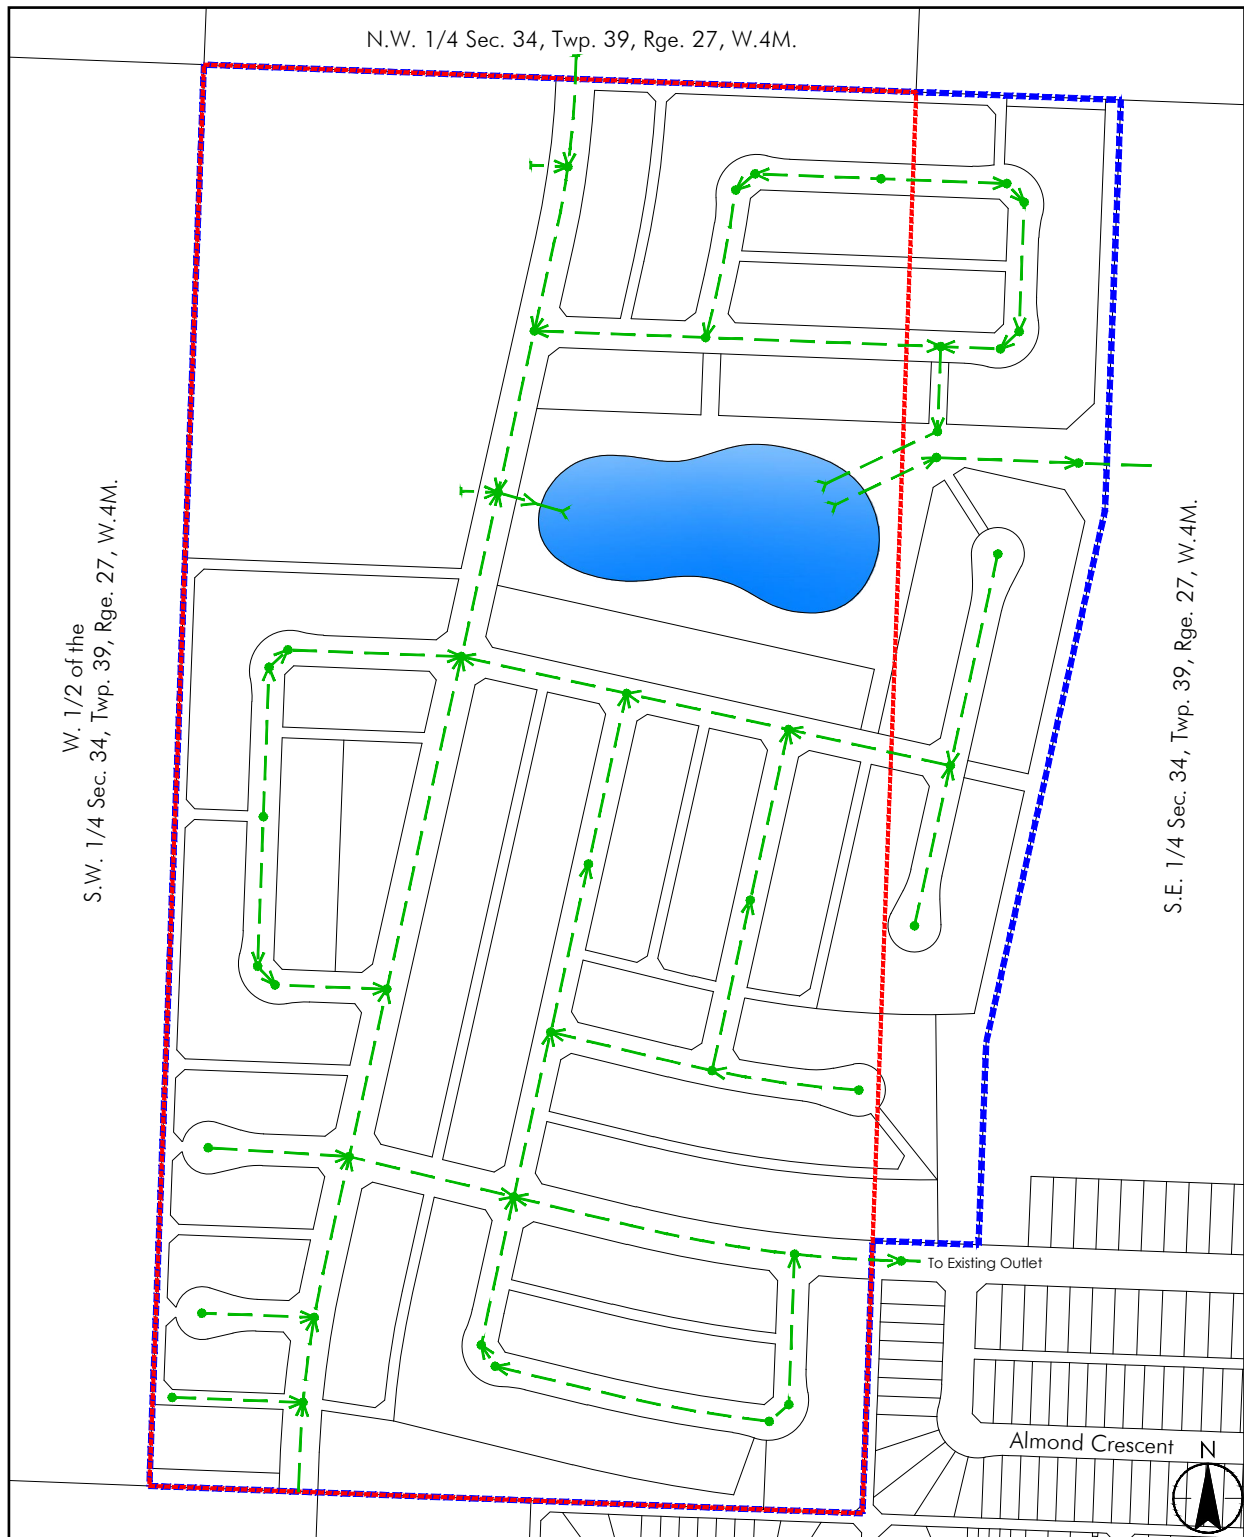 N.W. 1/4 Sec. 34, Twp. 39, Rge. 27, W.4M.
W. 1/2 of the
S.W. 1/4 Sec. 34, Twp. 39, Rge. 27, W.4M.
S.E. 1/4 Sec. 34, Twp. 39, Rge. 27, W.4M.
To Existing Outlet
Almond Crescent
N